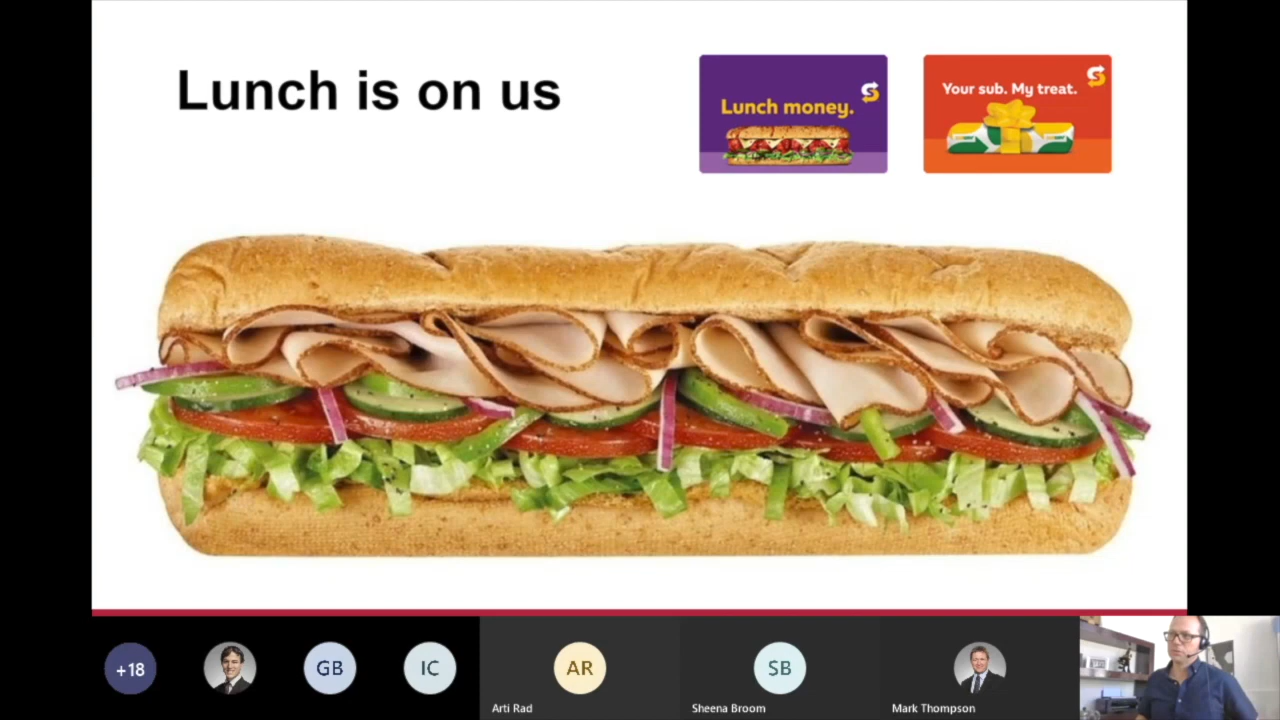 Lunch is on us
Lunch money.
Your sub. My treat.
+18
GB
IC
AR
SB
Arti Rad
Sheena Broom
Mark Thompson